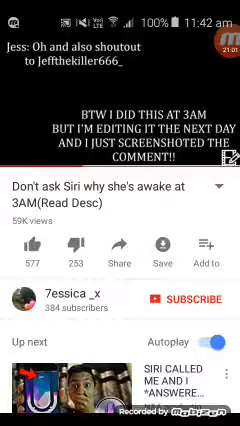 100% 11:42 am
Jess: Oh and also shoutout
to Jeffthekiller666_
21:01
BTW I DID THIS AT 3AM
BUT I'M EDITING IT THE NEXT DAY
AND I JUST SCREENSHOTED THE
COMMENT!!
Don't ask Siri why she's awake at
3AM(Read Desc)
59K views
577 253 Share Save Add to
7essica _x
384 subscribers
SUBSCRIBE
Up next Autoplay
SIRI CALLED
ME AND I
*ANSWERE...
Recorded by mobizen